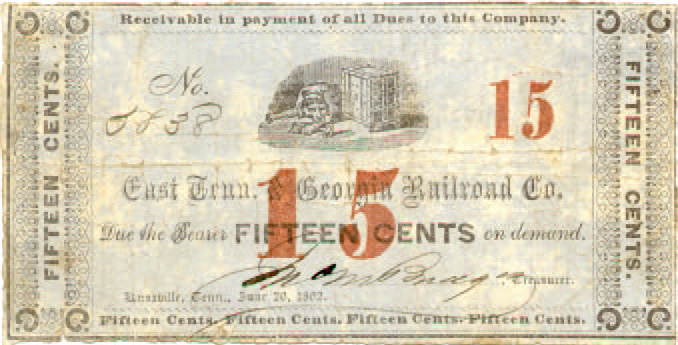 Receivable in payment of all Dues to this Company.
FIFTEEN CENTS.
No.
5838
15
East Tenn. & Georgia Railroad Co.
15
Due the Bearer FIFTEEN CENTS on demand.
Treasurer.
Knoxville, Tenn., June 20, 1862.
Fifteen Cents. Fifteen Cents. Fifteen Cents. Fifteen Cents.
FIFTEEN CENTS.